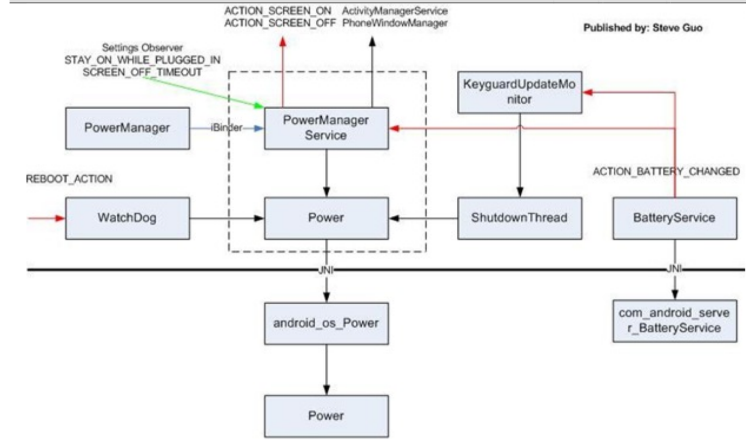 ACTION_SCREEN_ON ActivityManagerService
ACTION_SCREEN_OFF PhoneWindowManager
Published by: Steve Guo
Settings Observer
STAY_ON_WHILE_PLUGGED_IN
SCREEN_OFF_TIMEOUT
KeyguardUpdateMo
nitor
PowerManager
iBinder
PowerManager
Service
ACTION_BATTERY_CHANGED
REBOOT_ACTION
WatchDog
Power
ShutdownThread
BatteryService
JNI
JNI
android_os_Power
com_android_serve
r_BatteryService
Power